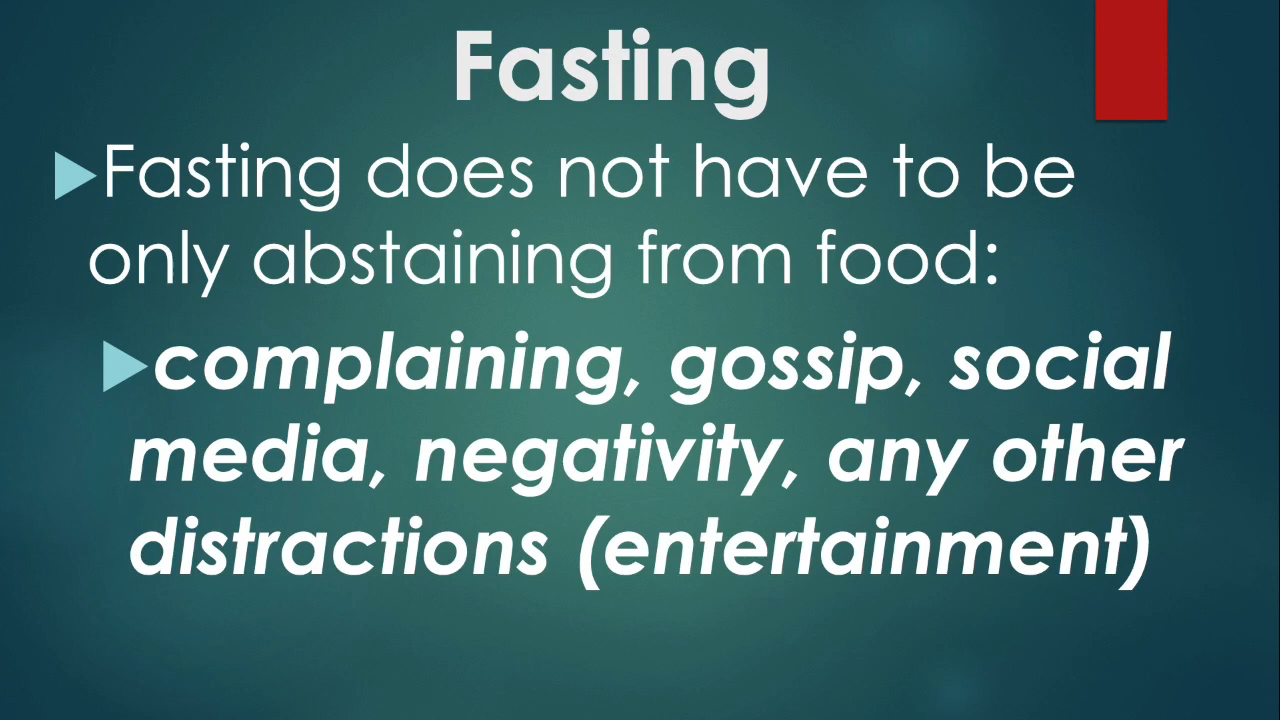 Fasting
Fasting does not have to be
only abstaining from food:
complaining, gossip, social
media, negativity, any other
distractions (entertainment)